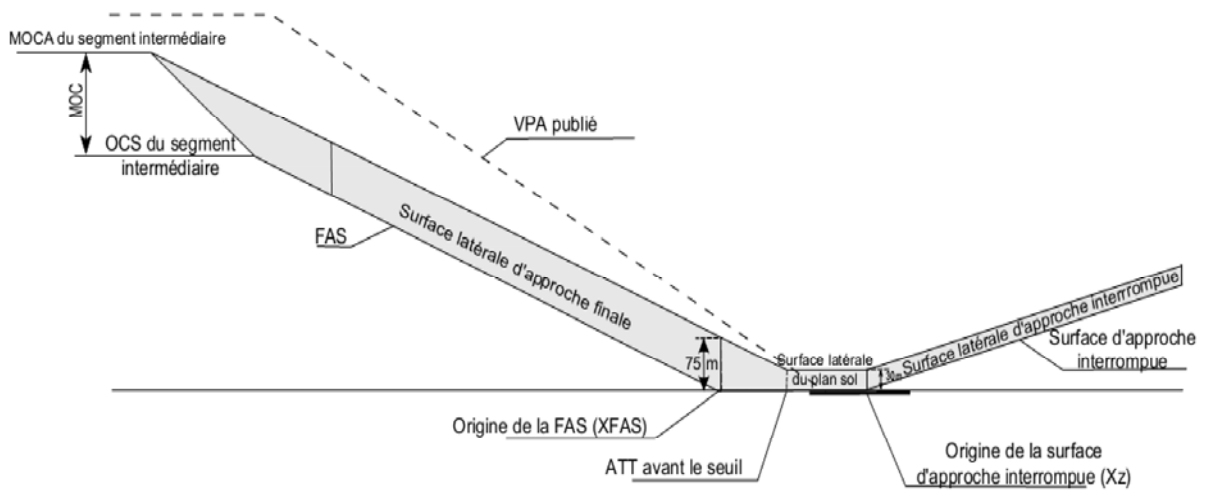 MOCA du segment intermédiaire
MOC
OCS du segment
intermédiaire
VPA publié
FAS
Surface latérale d'approche finale
75 m
Surface latérale
du plan sol
30m
Surface latérale d'approche interrrompue
Surface d'approche
interrompue
Origine de la FAS (XFAS)
ATT avant le seuil
Origine de la surface
d'approche interrompue (Xz)